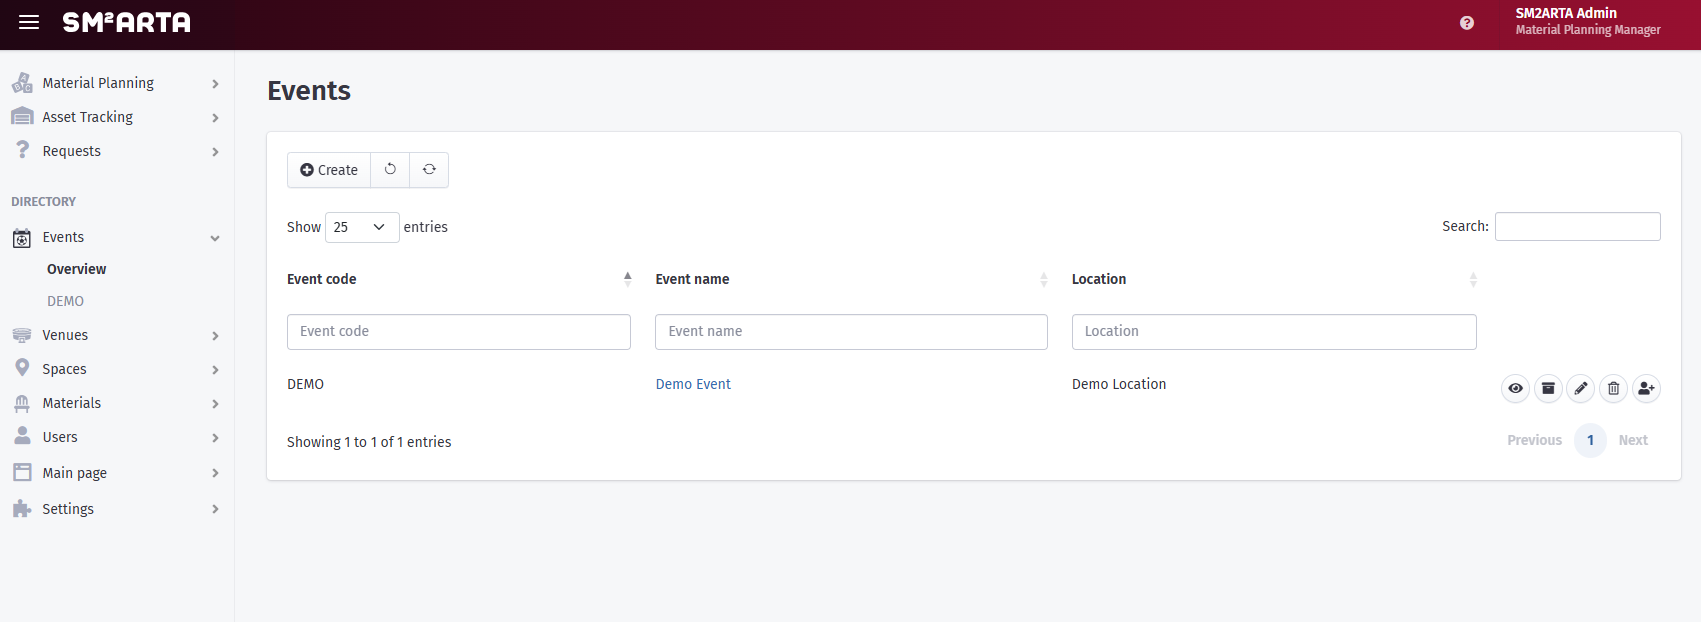 SM²ARTA
SM2ARTA Admin
Material Planning Manager
Material Planning
Asset Tracking
Requests
DIRECTORY
Events
Overview
DEMO
Venues
Spaces
Materials
Users
Main page
Settings
Events
Create
Show 25 entries
Search:
Event code Event name Location
Event code Event name Location
DEMO Demo Event Demo Location
Showing 1 to 1 of 1 entries
Previous 1 Next